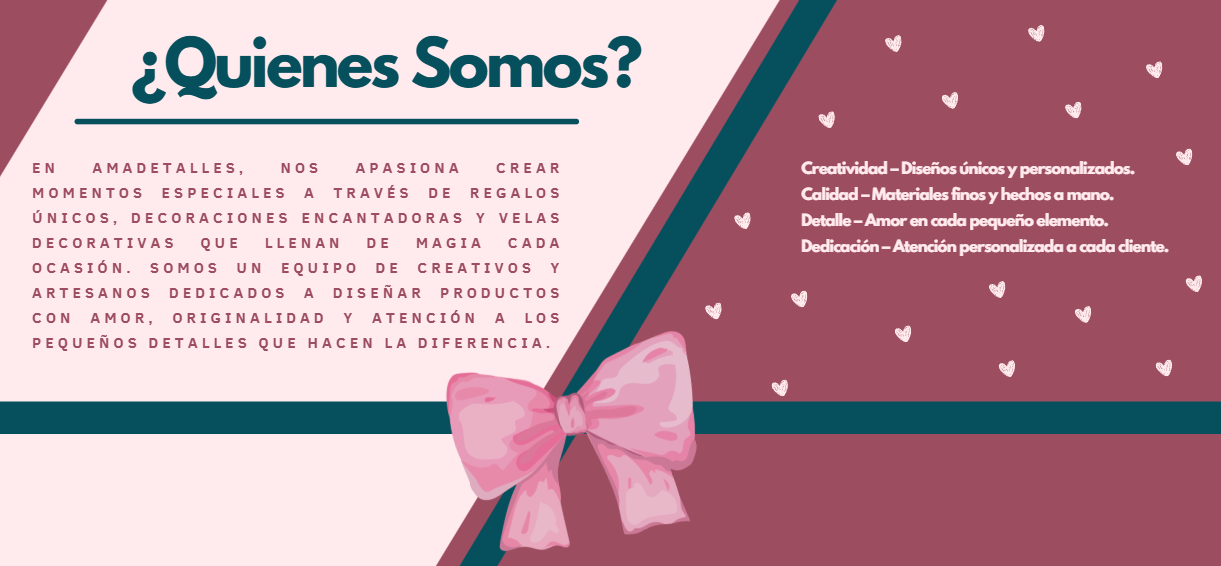 ¿Quienes Somos?
EN AMADETALLES, NOS APASIONA CREAR
MOMENTOS ESPECIALES A TRAVÉS DE REGALOS
ÚNICOS, DECORACIONES ENCANTADORAS Y VELAS
DECORATIVAS QUE LLENAN DE MAGIA CADA
OCASIÓN. SOMOS UN EQUIPO DE CREATIVOS Y
ARTESANOS DEDICADOS A DISEÑAR PRODUCTOS
CON AMOR, ORIGINALIDAD Y ATENCIÓN A LOS
PEQUEÑOS DETALLES QUE HACEN LA DIFERENCIA.
Creatividad – Diseños únicos y personalizados.
Calidad – Materiales finos y hechos a mano.
Detalle – Amor en cada pequeño elemento.
Dedicación – Atención personalizada a cada cliente.